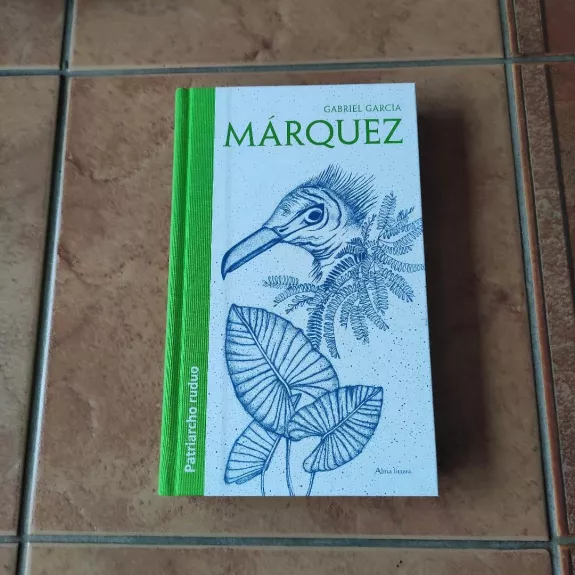 GABRIEL GARCÍA
MÁRQUEZ
Patriarcho ruduo
Alma littera